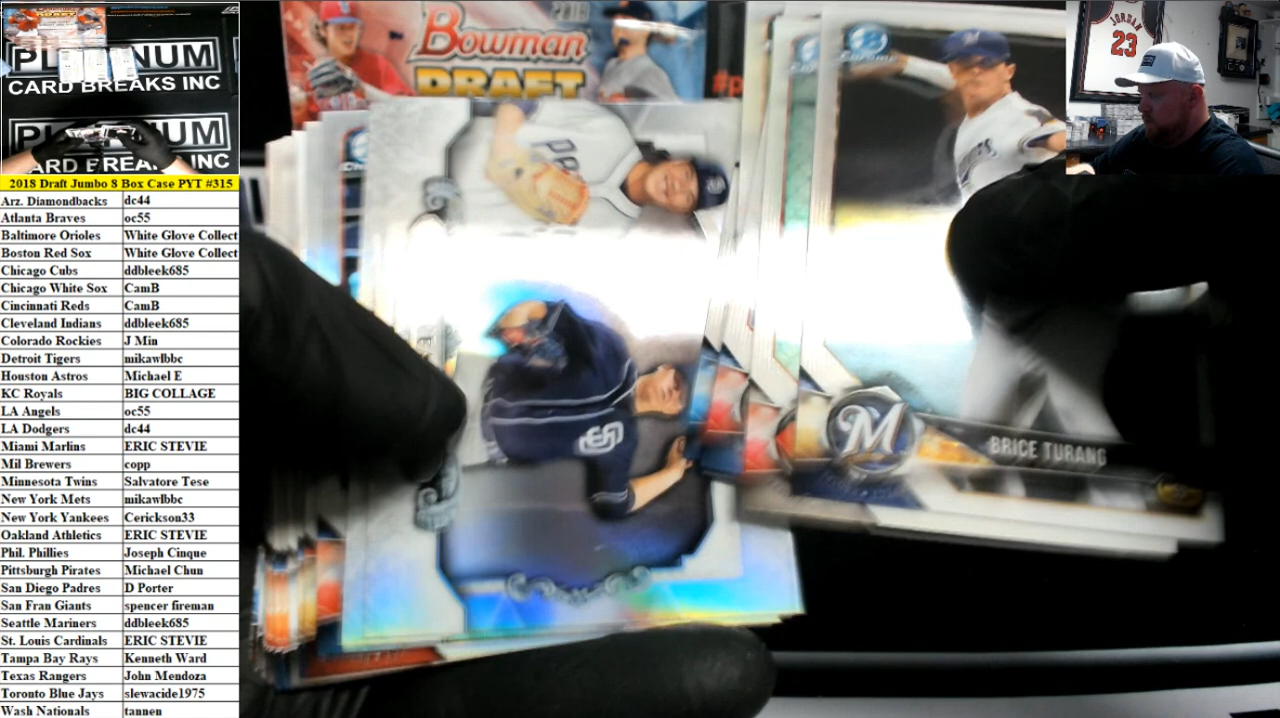 PLATINUM
CARD BREAKS INC
2018 Draft Jumbo 8 Box Case PYT #315
Arz. Diamondbacks dc44
Atlanta Braves oc55
Baltimore Orioles White Glove Collect
Boston Red Sox White Glove Collect
Chicago Cubs ddbleek685
Chicago White Sox CamB
Cincinnati Reds CamB
Cleveland Indians ddbleek685
Colorado Rockies J Min
Detroit Tigers mikawlbbc
Houston Astros Michael E
KC Royals BIG COLLAGE
LA Angels oc55
LA Dodgers dc44
Miami Marlins ERIC STEVIE
Mil Brewers copp
Minnesota Twins Salvatore Tese
New York Mets mikawlbbc
New York Yankees Cerickson33
Oakland Athletics ERIC STEVIE
Phil. Phillies Joseph Cinque
Pittsburgh Pirates Michael Chun
San Diego Padres D Porter
San Fran Giants spencer fireman
Seattle Mariners ddbleek685
St. Louis Cardinals ERIC STEVIE
Tampa Bay Rays Kenneth Ward
Texas Rangers John Mendoza
Toronto Blue Jays slewacide1975
Wash Nationals tannen
2018
Bowman
DRAFT
SD
M
BRICE TURANG
JORDAN
23